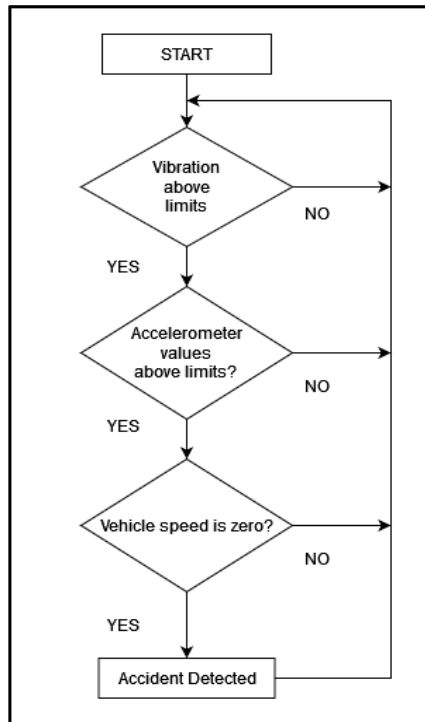 START
Vibration
above
limits
NO
YES
Accelerometer
values
above limits?
NO
YES
Vehicle speed is zero?
NO
YES
Accident Detected